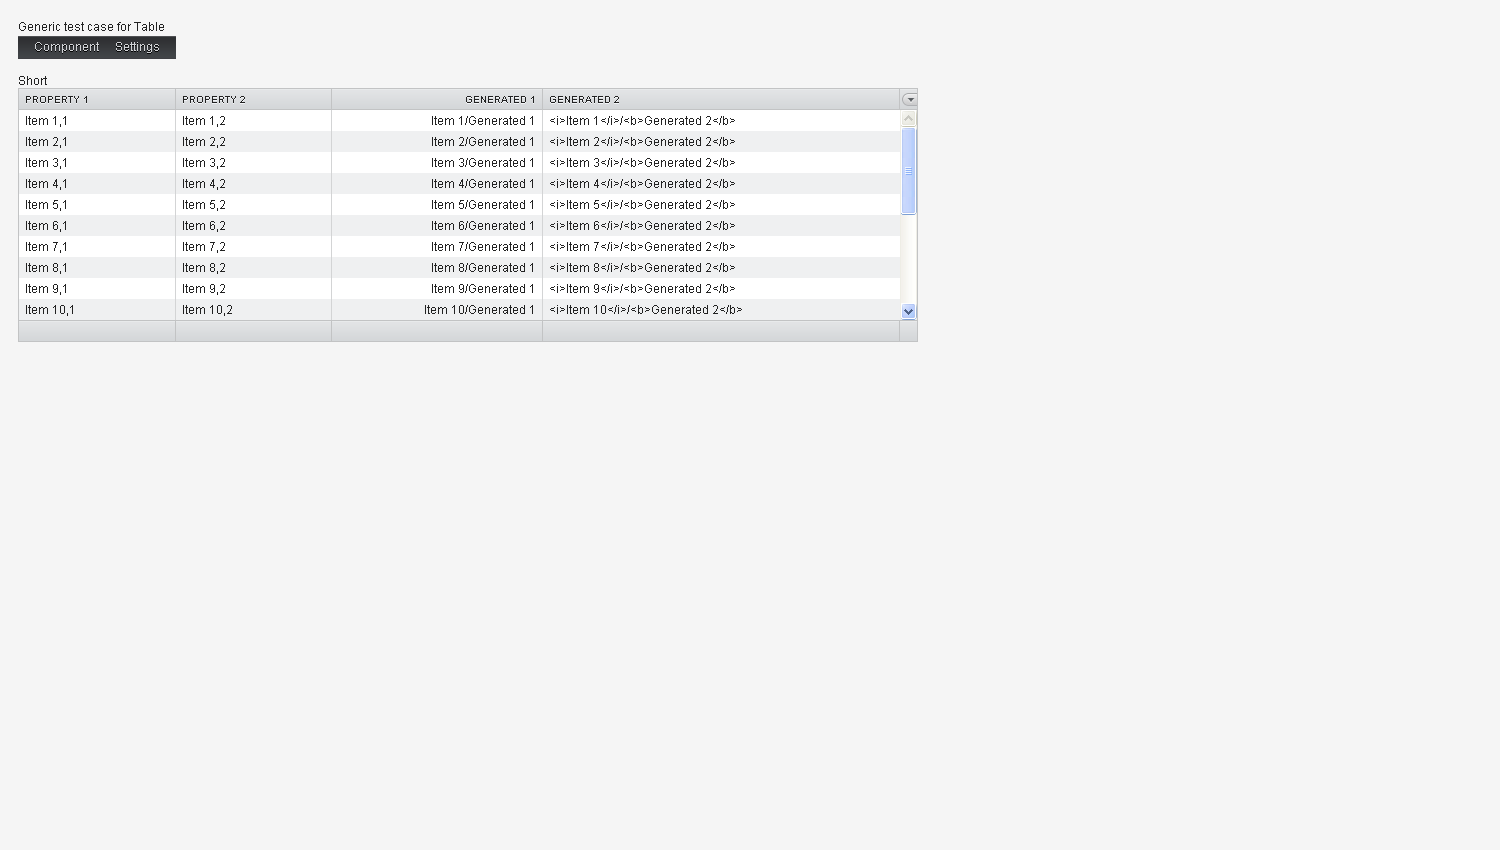 Generic test case for Table
Component Settings
Short
PROPERTY 1 PROPERTY 2 GENERATED 1 GENERATED 2
Item 1,1 Item 1,2 Item 1/Generated 1 <i>Item 1</i>/<b>Generated 2</b>
Item 2,1 Item 2,2 Item 2/Generated 1 <i>Item 2</i>/<b>Generated 2</b>
Item 3,1 Item 3,2 Item 3/Generated 1 <i>Item 3</i>/<b>Generated 2</b>
Item 4,1 Item 4,2 Item 4/Generated 1 <i>Item 4</i>/<b>Generated 2</b>
Item 5,1 Item 5,2 Item 5/Generated 1 <i>Item 5</i>/<b>Generated 2</b>
Item 6,1 Item 6,2 Item 6/Generated 1 <i>Item 6</i>/<b>Generated 2</b>
Item 7,1 Item 7,2 Item 7/Generated 1 <i>Item 7</i>/<b>Generated 2</b>
Item 8,1 Item 8,2 Item 8/Generated 1 <i>Item 8</i>/<b>Generated 2</b>
Item 9,1 Item 9,2 Item 9/Generated 1 <i>Item 9</i>/<b>Generated 2</b>
Item 10,1 Item 10,2 Item 10/Generated 1 <i>Item 10</i>/<b>Generated 2</b>